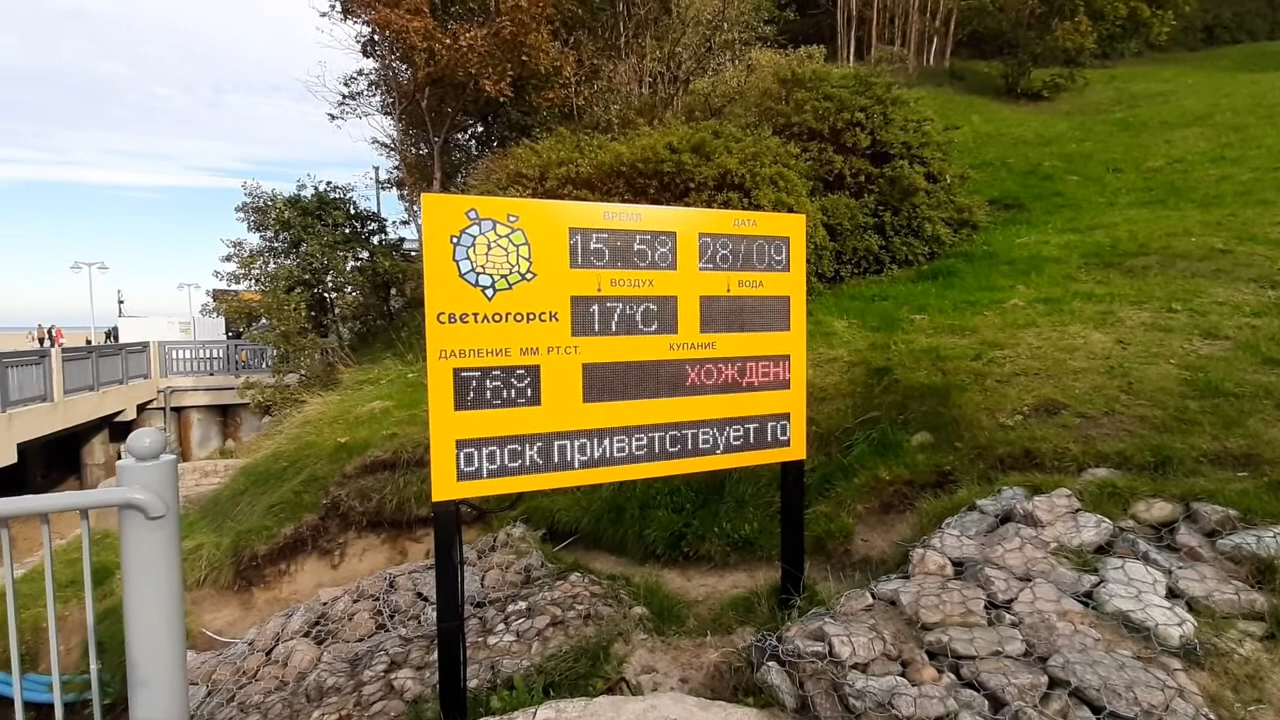 ВРЕМЯ
ДАТА
15:58
28/09
СВЕТЛОГОРСК
ВОЗДУХ
ВОДА
17°C
ДАВЛЕНИЕ ММ. РТ.СТ.
КУПАНИЕ
768
ХОЖДЕНИ
орск приветствует го